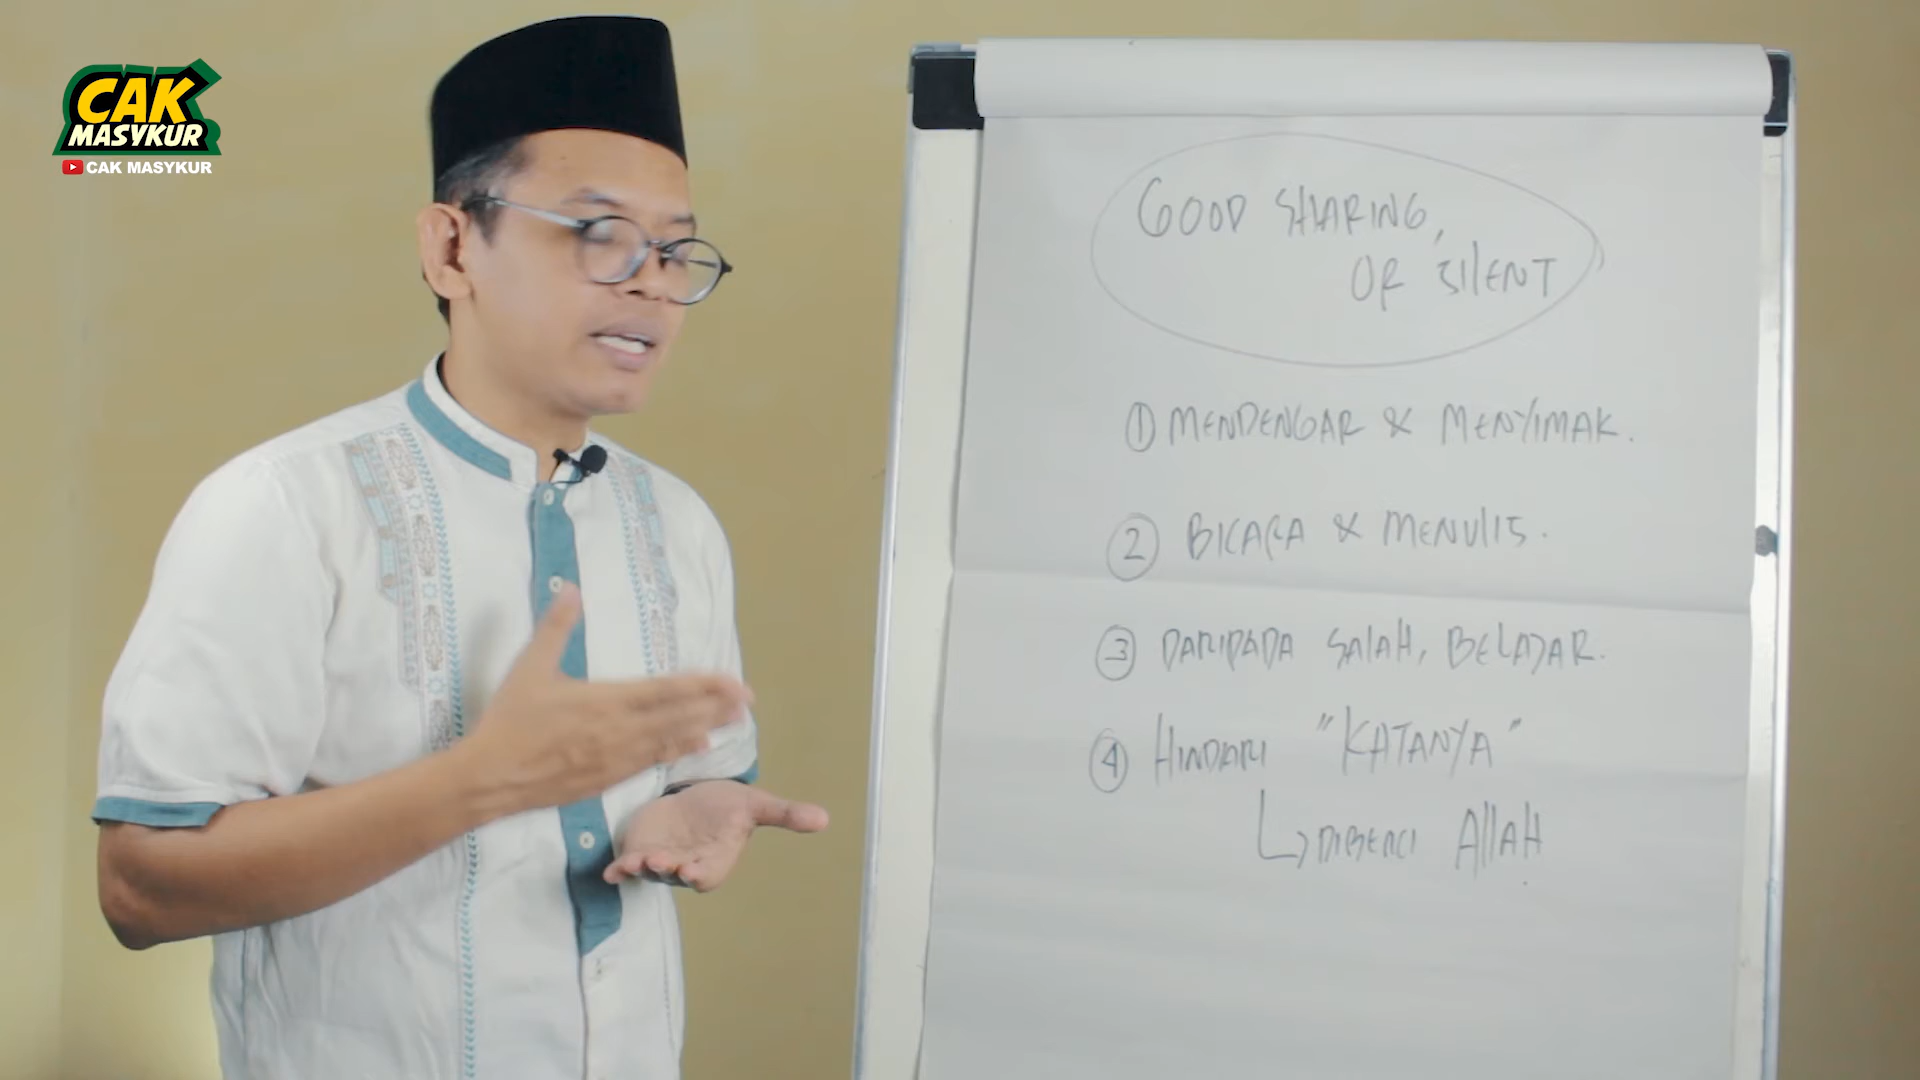 CAK
MASYKUR
CAK MASYKUR
GOOD SHARING,
OR SILENT
1 MENDENGAR & MENYIMAK.
2 BICARA & MENULIS.
3 DARIPADA SALAH, BELAJAR.
4 HINDARI "KATANYA"
DIBENCI ALLAH